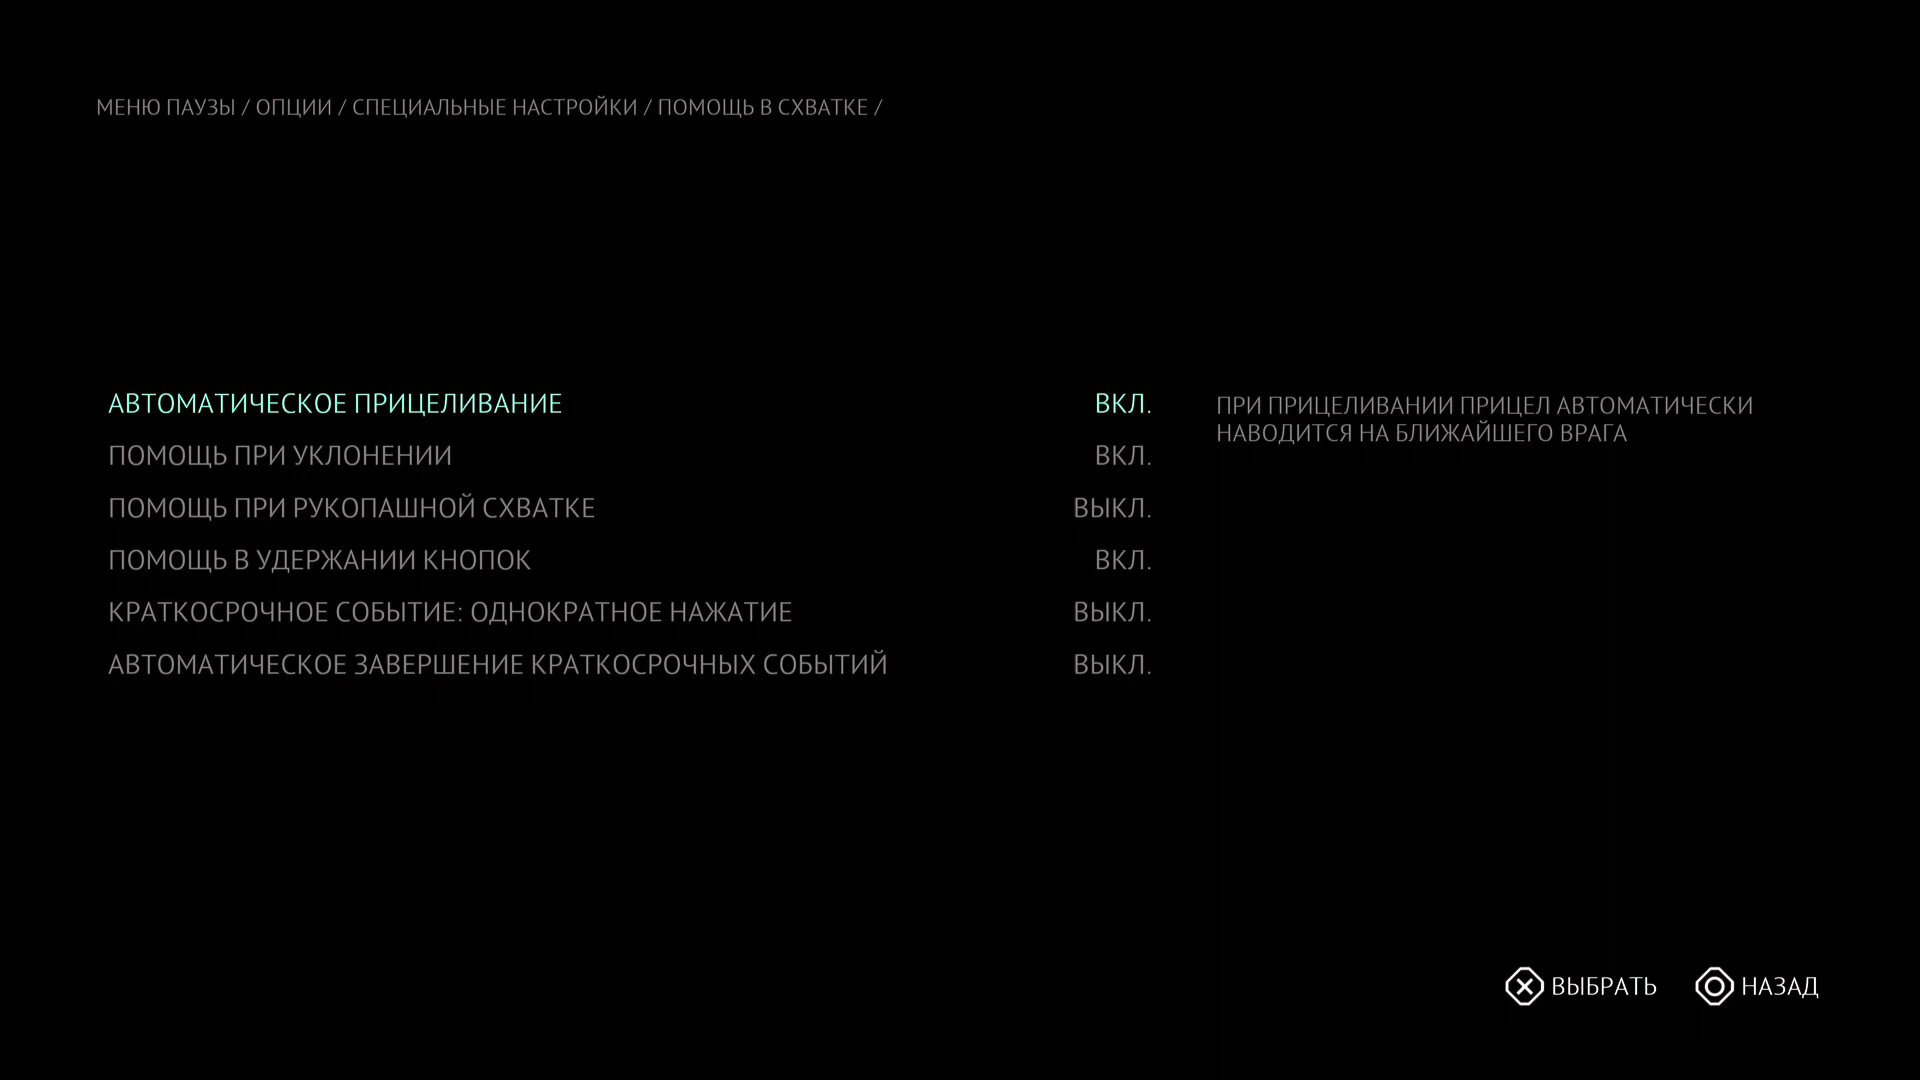 МЕНЮ ПАУЗЫ / ОПЦИИ / СПЕЦИАЛЬНЫЕ НАСТРОЙКИ / ПОМОЩЬ В СХВАТКЕ /
АВТОМАТИЧЕСКОЕ ПРИЦЕЛИВАНИЕ ВКЛ.
ПОМОЩЬ ПРИ УКЛОНЕНИИ ВКЛ.
ПОМОЩЬ ПРИ РУКОПАШНОЙ СХВАТКЕ ВЫКЛ.
ПОМОЩЬ В УДЕРЖАНИИ КНОПОК ВКЛ.
КРАТКОСРОЧНОЕ СОБЫТИЕ: ОДНОКРАТНОЕ НАЖАТИЕ ВЫКЛ.
АВТОМАТИЧЕСКОЕ ЗАВЕРШЕНИЕ КРАТКОСРОЧНЫХ СОБЫТИЙ ВЫКЛ.
ПРИ ПРИЦЕЛИВАНИИ ПРИЦЕЛ АВТОМАТИЧЕСКИ
НАВОДИТСЯ НА БЛИЖАЙШЕГО ВРАГА
ВЫБРАТЬ НАЗАД